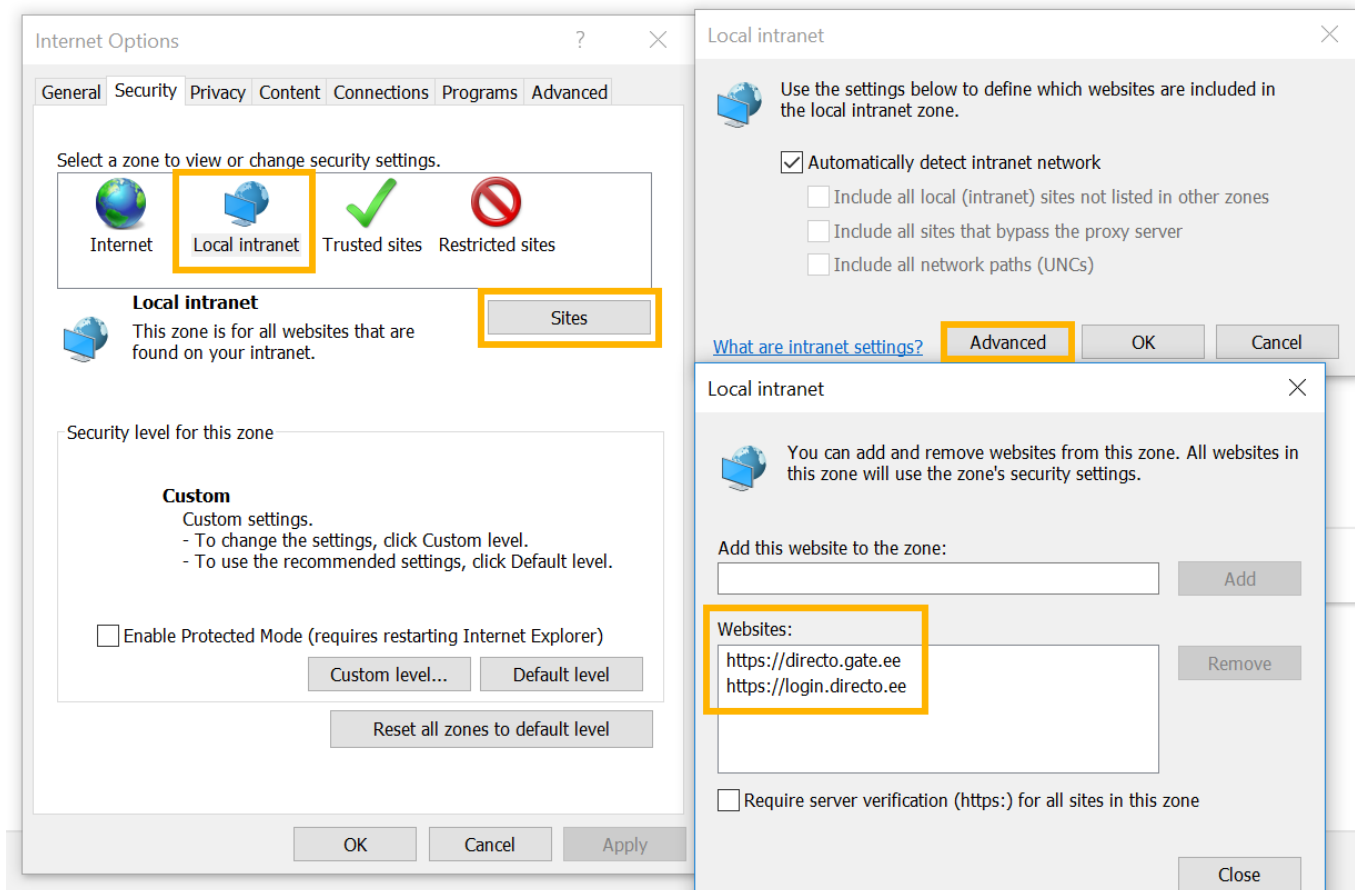 Internet Options
General Security Privacy Content Connections Programs Advanced
Select a zone to view or change security settings.
Internet Local intranet Trusted sites Restricted sites
Local intranet
This zone is for all websites that are
found on your intranet.
Sites
Security level for this zone
Custom
Custom settings.
- To change the settings, click Custom level.
- To use the recommended settings, click Default level.
Enable Protected Mode (requires restarting Internet Explorer)
Custom level... Default level
Reset all zones to default level
OK Cancel Apply
Local intranet
Use the settings below to define which websites are included in
the local intranet zone.
Automatically detect intranet network
Include all local (intranet) sites not listed in other zones
Include all sites that bypass the proxy server
Include all network paths (UNCs)
What are intranet settings? Advanced OK Cancel
Local intranet
You can add and remove websites from this zone. All websites in
this zone will use the zone's security settings.
Add this website to the zone:
Add
Websites:
https://directo.gate.ee
https://login.directo.ee
Remove
Require server verification (https:) for all sites in this zone
Close